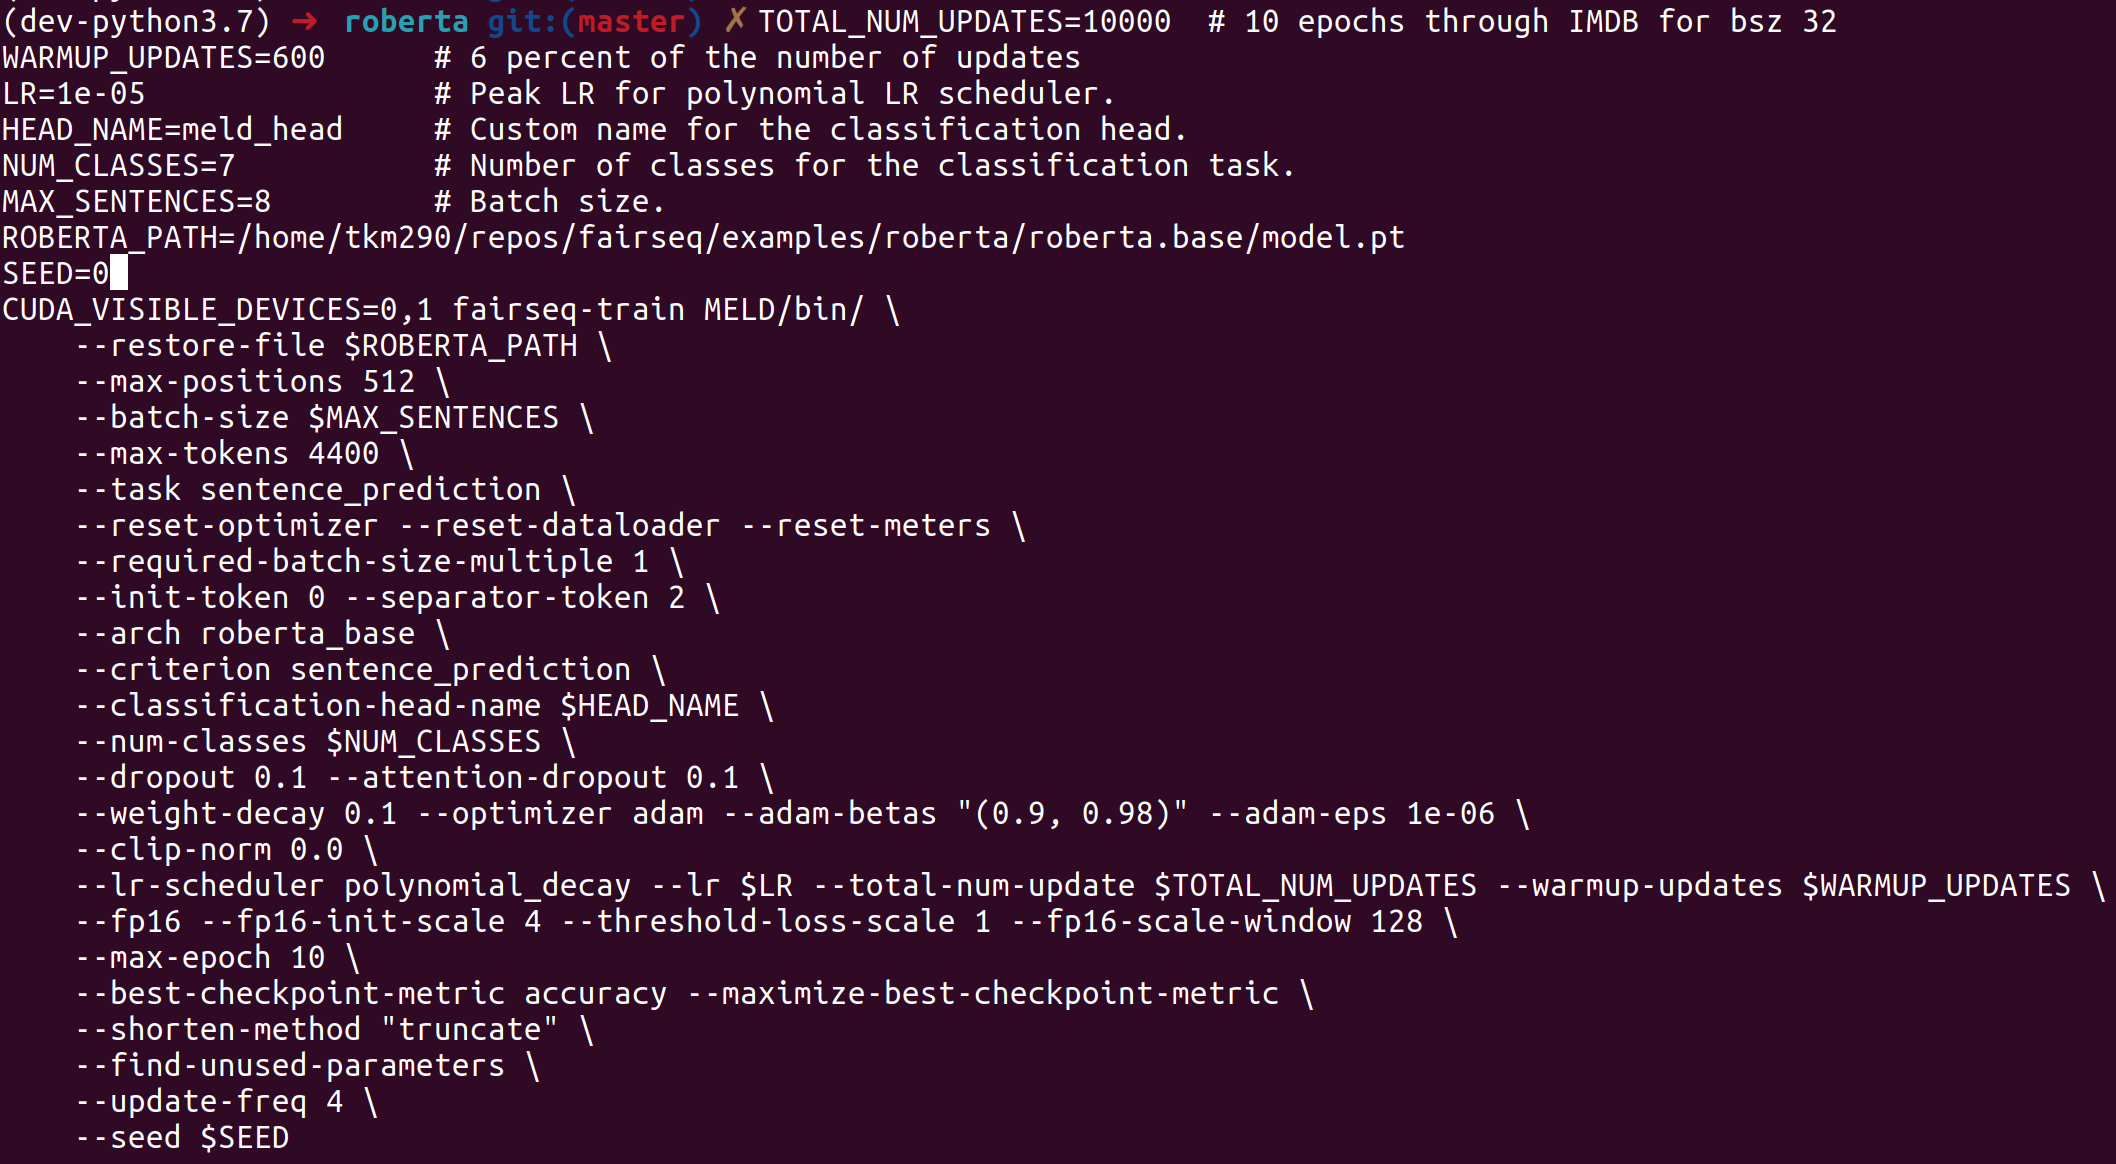 (dev-python3.7) ➜ roberta git:(master) ✗ TOTAL_NUM_UPDATES=10000  # 10 epochs through IMDB for bsz 32
WARMUP_UPDATES=600      # 6 percent of the number of updates
LR=1e-05                # Peak LR for polynomial LR scheduler.
HEAD_NAME=meld_head     # Custom name for the classification head.
NUM_CLASSES=7           # Number of classes for the classification task.
MAX_SENTENCES=8         # Batch size.
ROBERTA_PATH=/home/tkm290/repos/fairseq/examples/roberta/roberta.base/model.pt
SEED=0
CUDA_VISIBLE_DEVICES=0,1 fairseq-train MELD/bin/ \
    --restore-file $ROBERTA_PATH \
    --max-positions 512 \
    --batch-size $MAX_SENTENCES \
    --max-tokens 4400 \
    --task sentence_prediction \
    --reset-optimizer --reset-dataloader --reset-meters \
    --required-batch-size-multiple 1 \
    --init-token 0 --separator-token 2 \
    --arch roberta_base \
    --criterion sentence_prediction \
    --classification-head-name $HEAD_NAME \
    --num-classes $NUM_CLASSES \
    --dropout 0.1 --attention-dropout 0.1 \
    --weight-decay 0.1 --optimizer adam --adam-betas "(0.9, 0.98)" --adam-eps 1e-06 \
    --clip-norm 0.0 \
    --lr-scheduler polynomial_decay --lr $LR --total-num-update $TOTAL_NUM_UPDATES --warmup-updates $WARMUP_UPDATES \
    --fp16 --fp16-init-scale 4 --threshold-loss-scale 1 --fp16-scale-window 128 \
    --max-epoch 10 \
    --best-checkpoint-metric accuracy --maximize-best-checkpoint-metric \
    --shorten-method "truncate" \
    --find-unused-parameters \
    --update-freq 4 \
    --seed $SEED